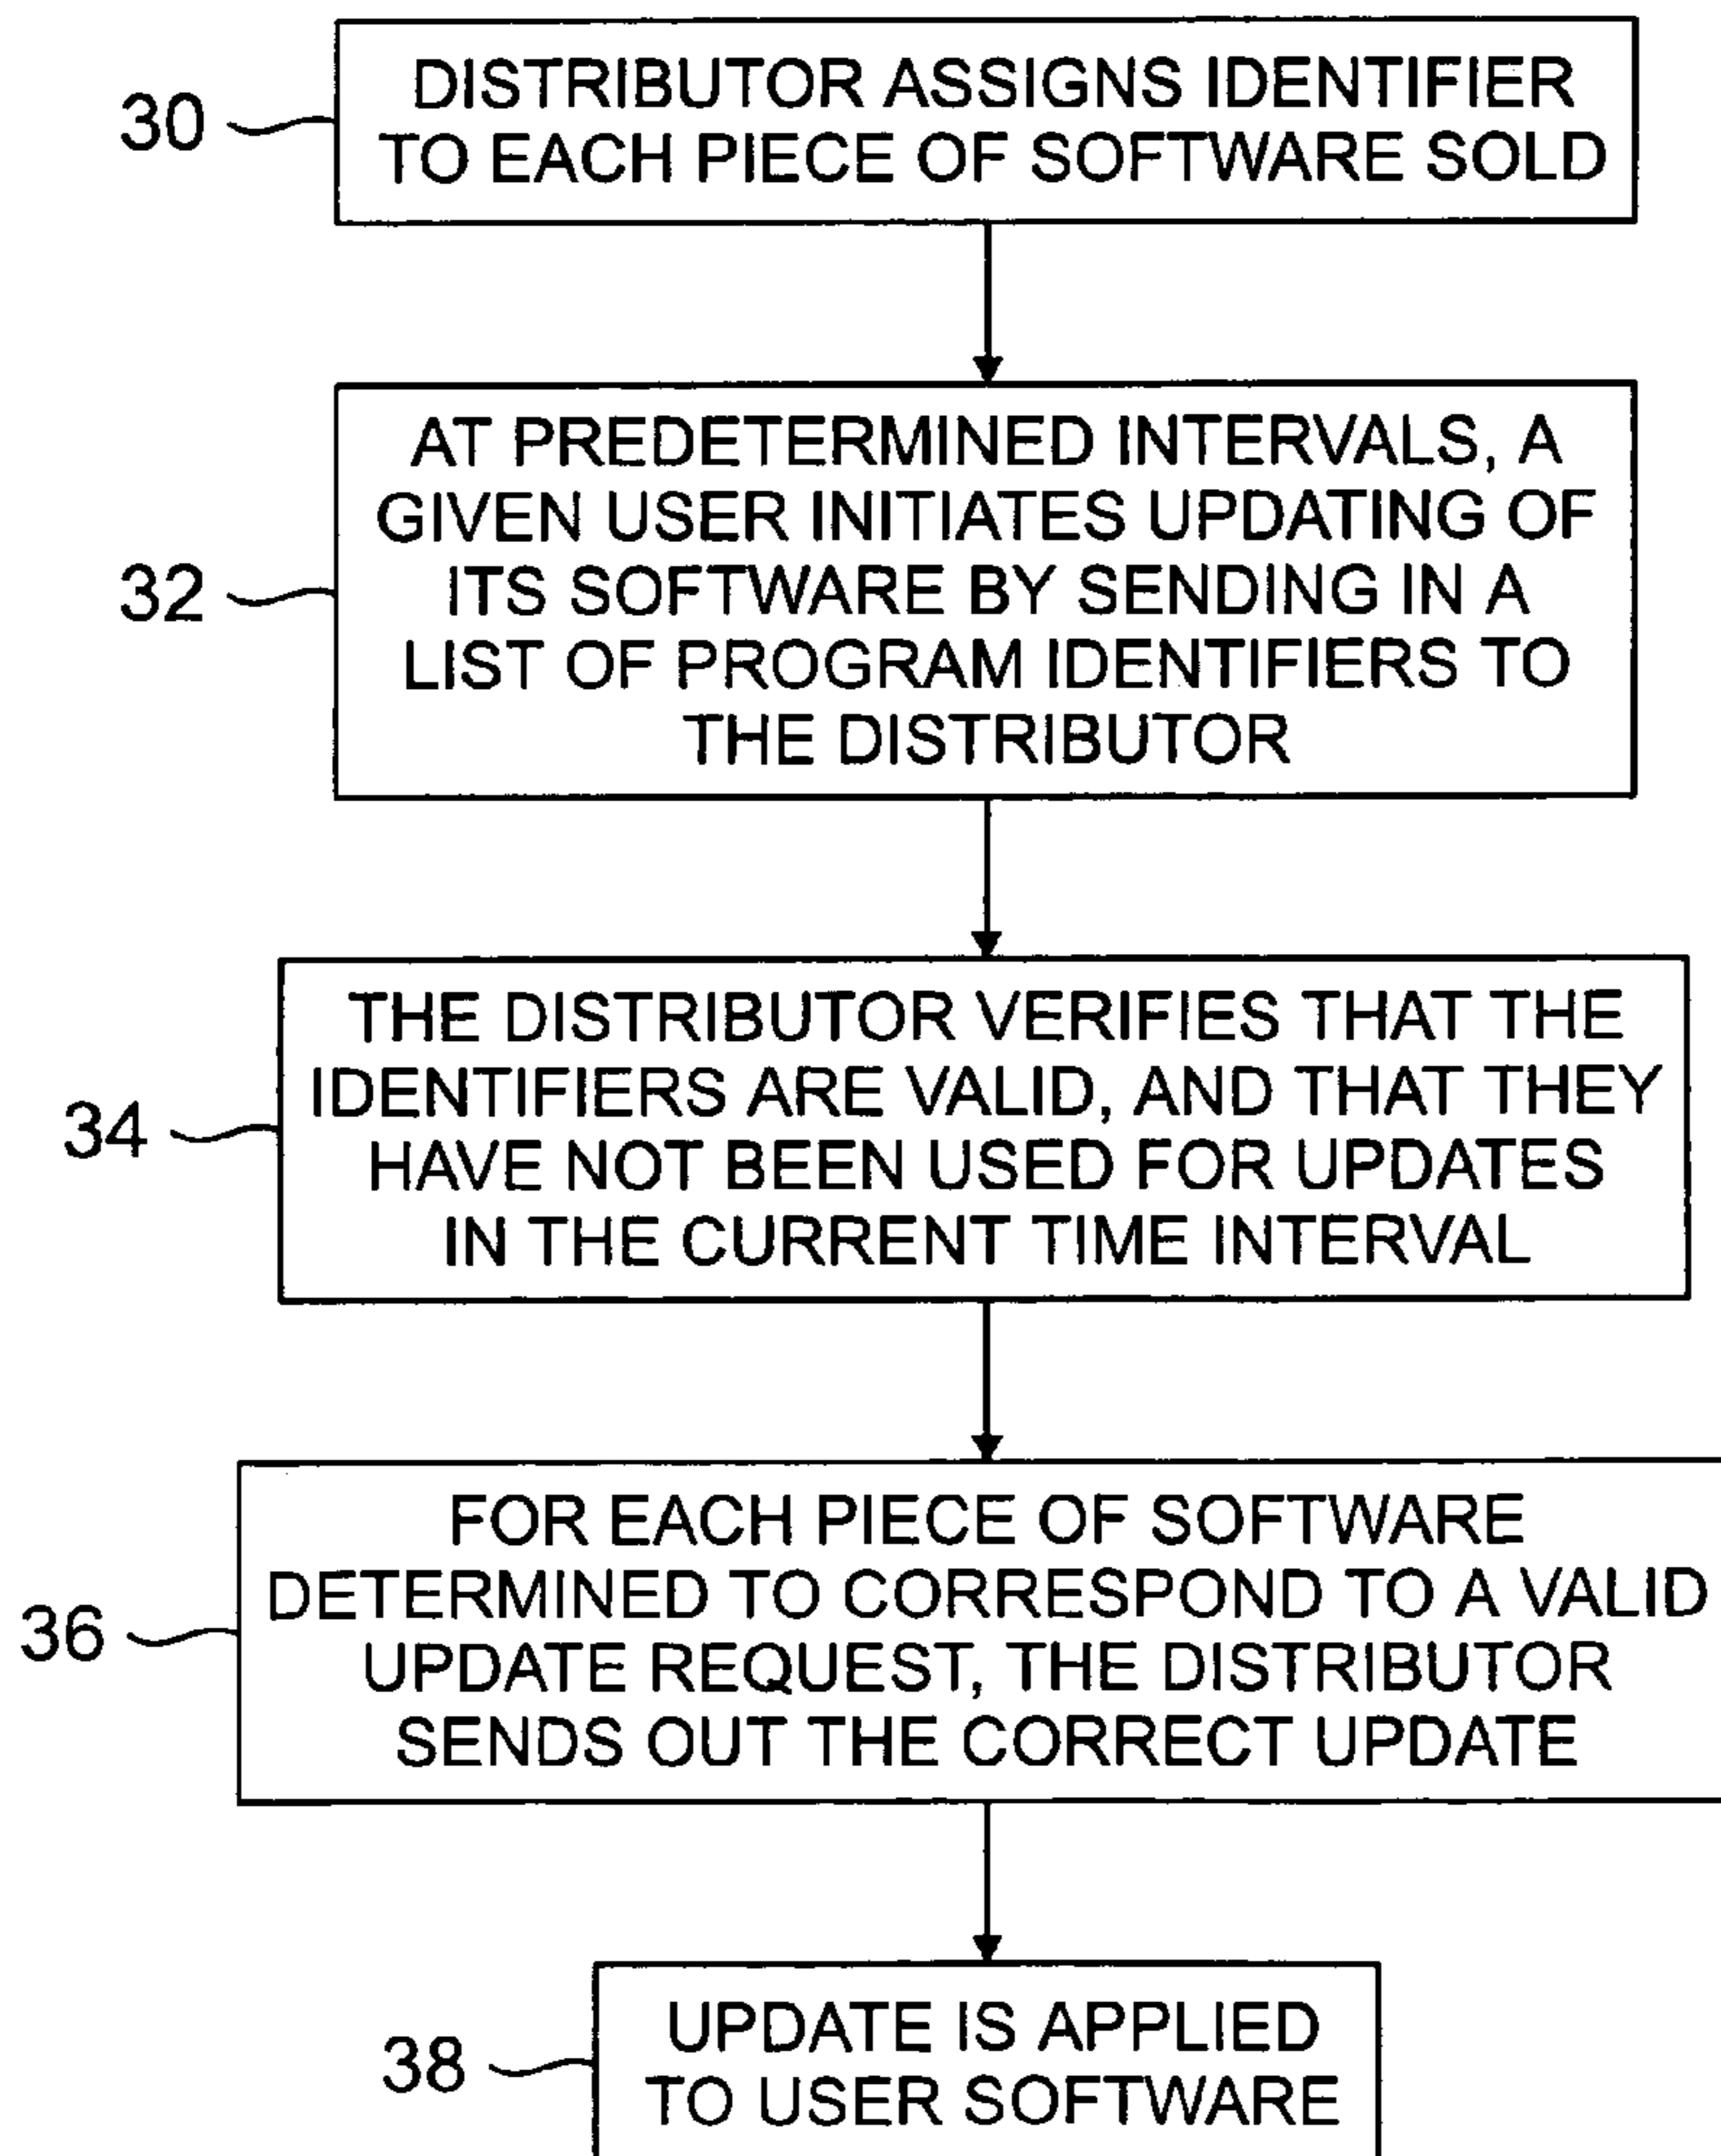 30
DISTRIBUTOR ASSIGNS IDENTIFIER
TO EACH PIECE OF SOFTWARE SOLD
32
AT PREDETERMINED INTERVALS, A
GIVEN USER INITIATES UPDATING OF
ITS SOFTWARE BY SENDING IN A
LIST OF PROGRAM IDENTIFIERS TO
THE DISTRIBUTOR
34
THE DISTRIBUTOR VERIFIES THAT THE
IDENTIFIERS ARE VALID, AND THAT THEY
HAVE NOT BEEN USED FOR UPDATES
IN THE CURRENT TIME INTERVAL
36
FOR EACH PIECE OF SOFTWARE
DETERMINED TO CORRESPOND TO A VALID
UPDATE REQUEST, THE DISTRIBUTOR
SENDS OUT THE CORRECT UPDATE
38
UPDATE IS APPLIED
TO USER SOFTWARE